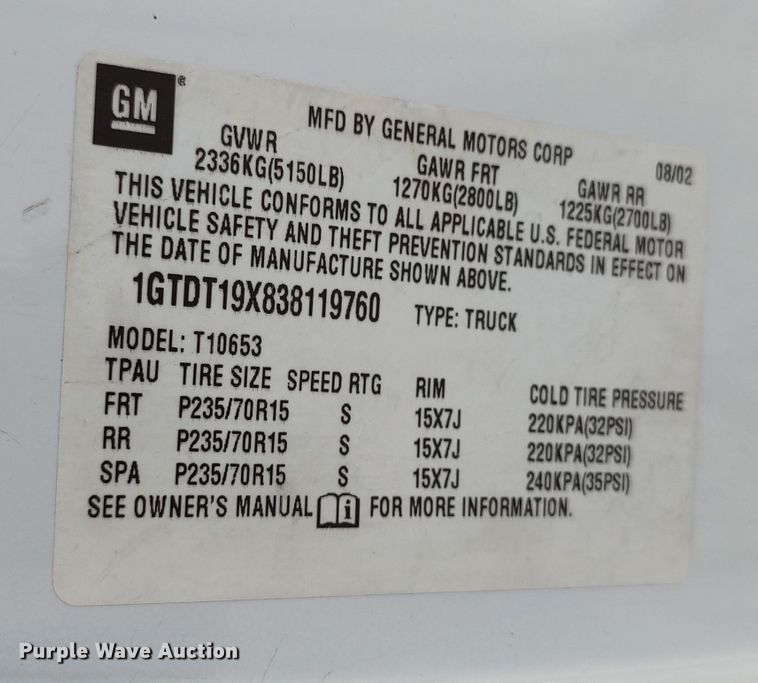 GM
MFD BY GENERAL MOTORS CORP 08/02
GVWR GAWR FRT GAWR RR
2336KG(5150LB) 1270KG(2800LB) 1225KG(2700LB)
THIS VEHICLE CONFORMS TO ALL APPLICABLE U.S. FEDERAL MOTOR
VEHICLE SAFETY AND THEFT PREVENTION STANDARDS IN EFFECT ON
THE DATE OF MANUFACTURE SHOWN ABOVE.
1GTDT19X838119760 TYPE: TRUCK
MODEL: T10653
TPAU TIRE SIZE SPEED RTG RIM COLD TIRE PRESSURE
FRT P235/70R15 S 15X7J 220KPA(32PSI)
RR P235/70R15 S 15X7J 220KPA(32PSI)
SPA P235/70R15 S 15X7J 240KPA(35PSI)
SEE OWNER'S MANUAL i FOR MORE INFORMATION.
Purple Wave Auction